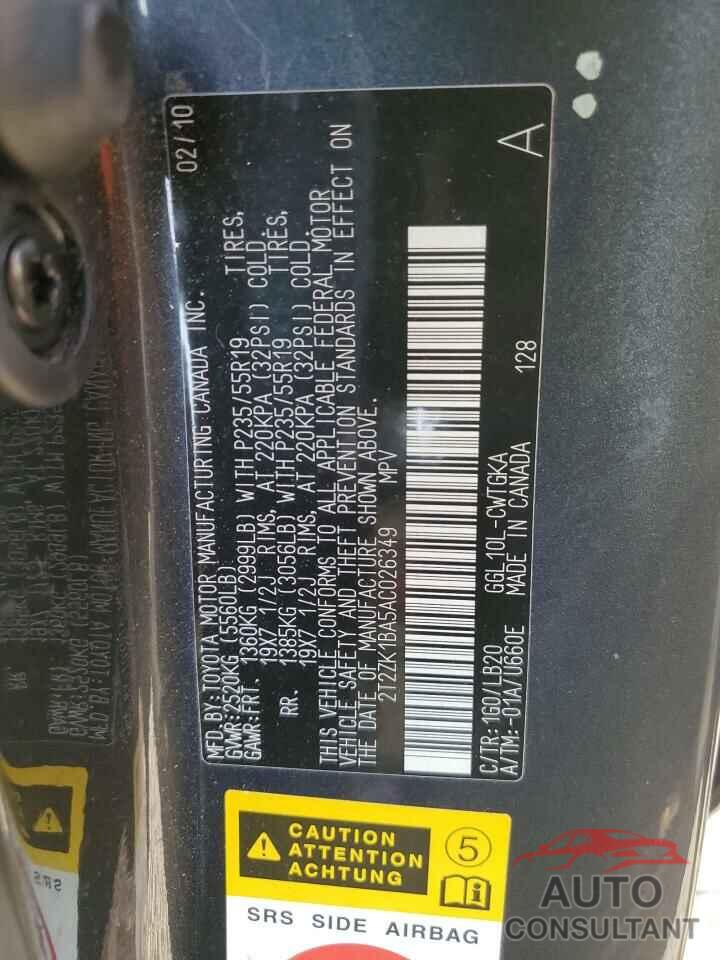 MFD.BY:TOYOTA MOTOR MANUFACTURING CANADA INC. 02/10
GVWR:2520KG (5560LB)
GAWR:FRT. 1360KG (2999LB) WITH P235/55R19 TIRES,
19X7 1/2J RIMS, AT 220KPA (32PSI) COLD
RR. 1385KG (3056LB) WITH P235/55R19 TIRES,
19X7 1/2J RIMS, AT 220KPA (32PSI) COLD.
THIS VEHICLE CONFORMS TO ALL APPLICABLE FEDERAL MOTOR
VEHICLE SAFETY AND THEFT PREVENTION STANDARDS IN EFFECT ON
THE DATE OF MANUFACTURE SHOWN ABOVE.
2T2ZK1BA5AC026349 MPV
C/TR:1G0/LB20 GGL10L-CWTGKA 128 A
A/TM:-01A/U660E MADE IN CANADA
CAUTION
ATTENTION
ACHTUNG
5
SRS SIDE AIRBAG
AUTO
CONSULTANT